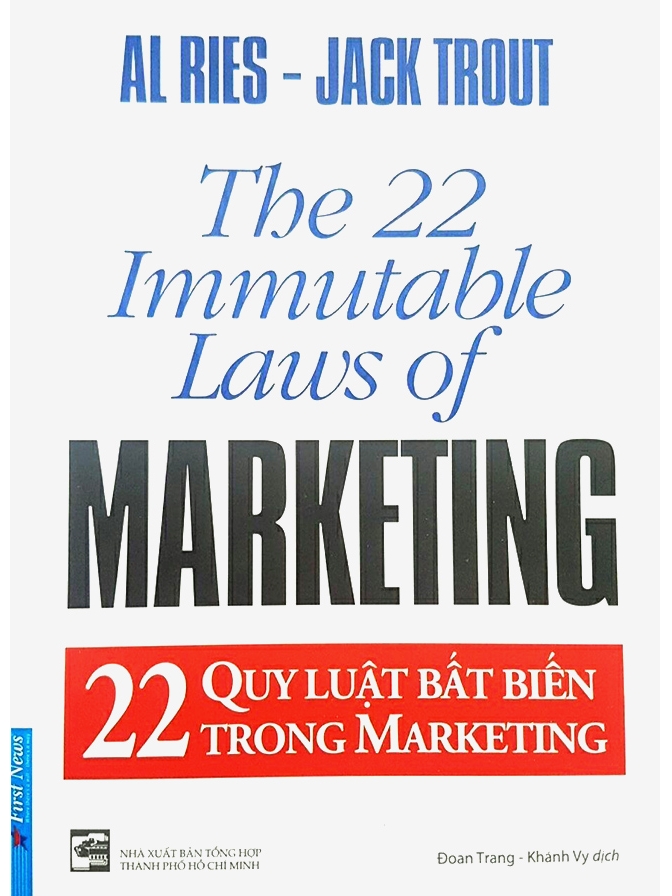 AL RIES - JACK TROUT
The 22
Immutable
Laws of
MARKETING
22 QUY LUẬT BẤT BIẾN
TRONG MARKETING
First News
NHÀ XUẤT BẢN TỔNG HỢP
THÀNH PHỐ HỒ CHÍ MINH
Đoan Trang - Khánh Vy dịch